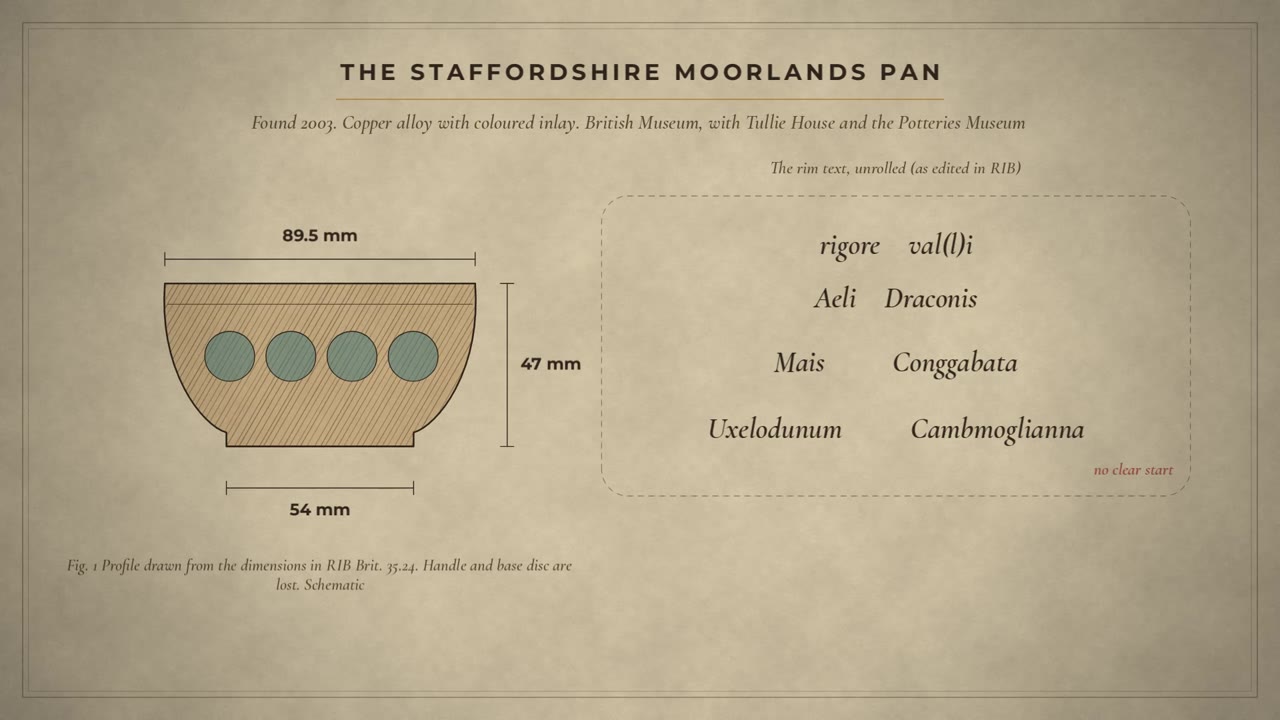 THE STAFFORDSHIRE MOORLANDS PAN
Found 2003. Copper alloy with coloured inlay. British Museum, with Tullie House and the Potteries Museum
The rim text, unrolled (as edited in RIB)
89.5 mm
47 mm
54 mm
rigore val(l)i
Aeli Draconis
Mais Conggabata
Uxelodunum Cambmoglianna
no clear start
Fig. 1 Profile drawn from the dimensions in RIB Brit. 35.24. Handle and base disc are
lost. Schematic